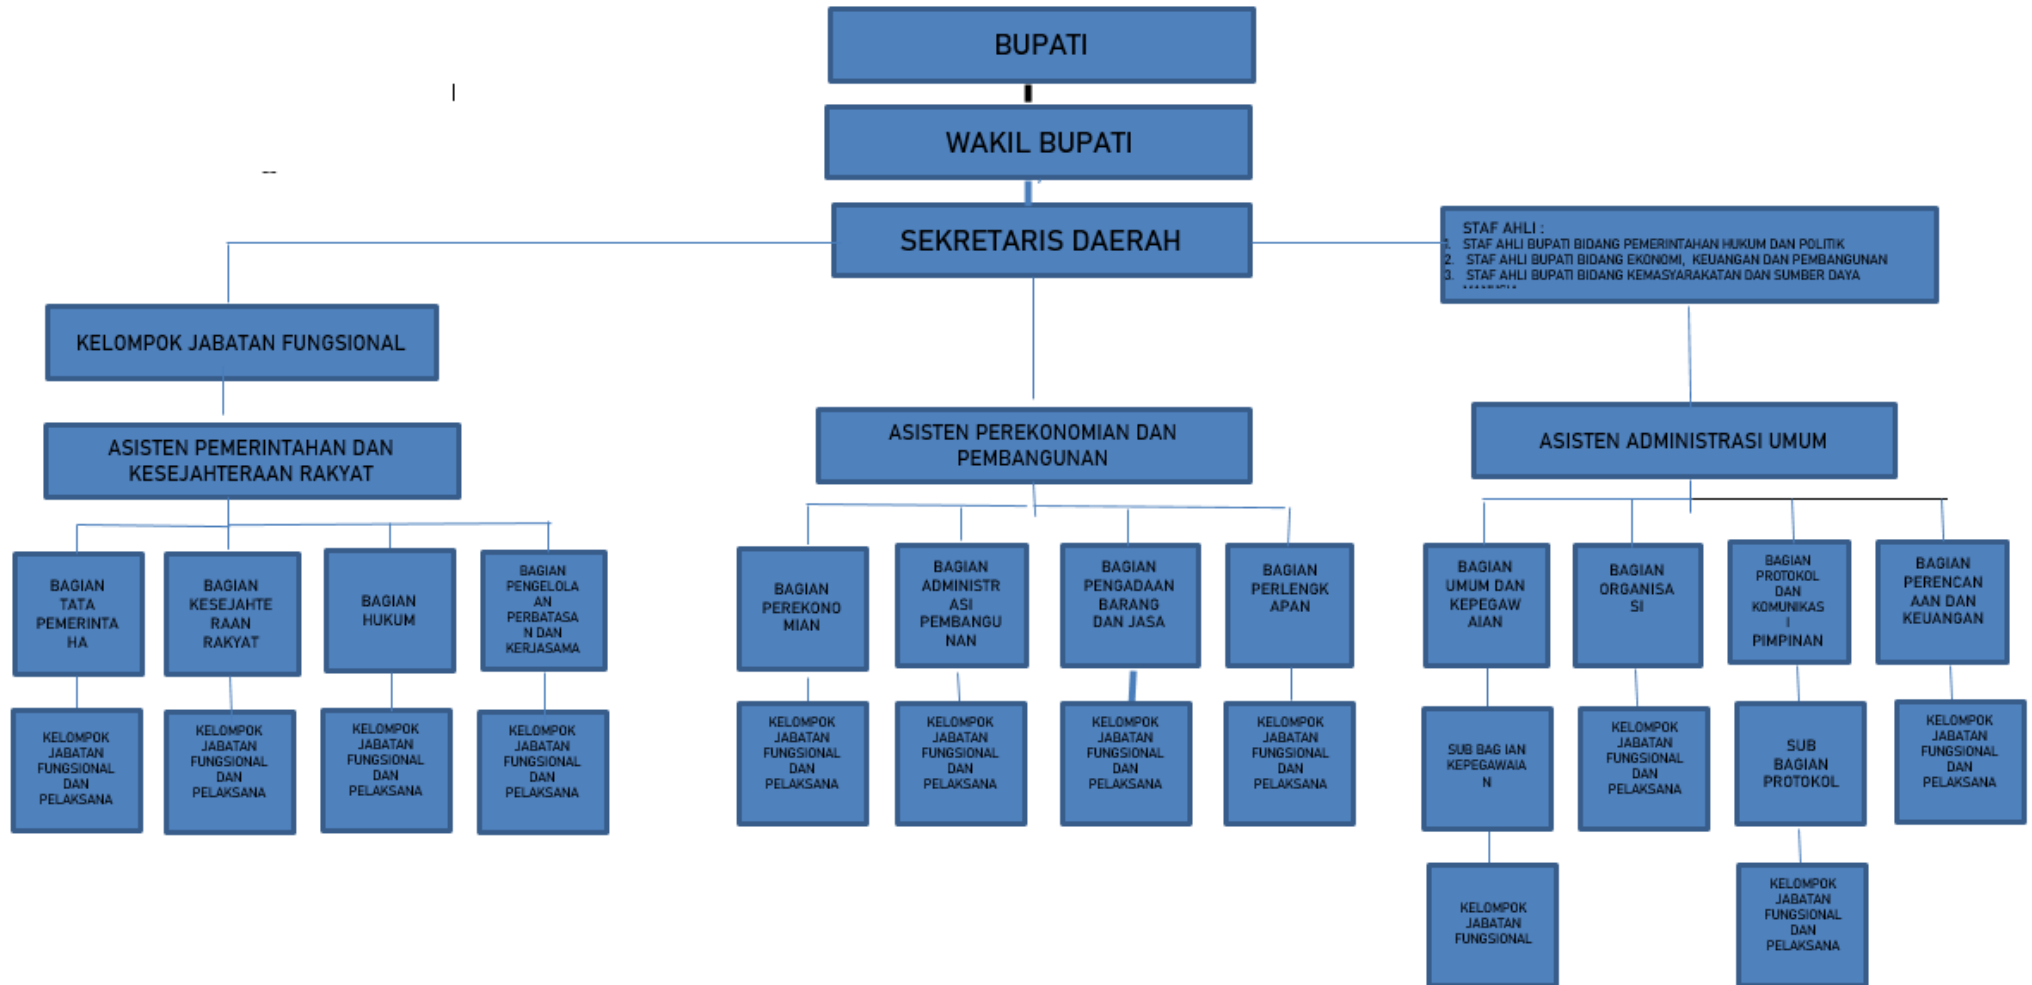 BUPATI
WAKIL BUPATI
SEKRETARIS DAERAH
STAF AHLI :
1. STAF AHLI BUPATI BIDANG PEMERINTAHAN HUKUM DAN POLITIK
2. STAF AHLI BUPATI BIDANG EKONOMI, KEUANGAN DAN PEMBANGUNAN
3. STAF AHLI BUPATI BIDANG KEMASYARAKATAN DAN SUMBER DAYA
KELOMPOK JABATAN FUNGSIONAL
ASISTEN PEMERINTAHAN DAN
KESEJAHTERAAN RAKYAT
ASISTEN PEREKONOMIAN DAN
PEMBANGUNAN
ASISTEN ADMINISTRASI UMUM
BAGIAN
TATA
PEMERINTA
HA
BAGIAN
KESEJAHTE
RAAN
RAKYAT
BAGIAN
HUKUM
BAGIAN
PENGELOLA
AN
PERBATASA
N DAN
KERJASAMA
BAGIAN
PEREKONO
MIAN
BAGIAN
ADMINISTR
ASI
PEMBANGU
NAN
BAGIAN
PENGADAAN
BARANG
DAN JASA
BAGIAN
PERLENGK
APAN
BAGIAN
UMUM DAN
KEPEGAW
AIAN
BAGIAN
ORGANISA
SI
BAGIAN
PROTOKOL
DAN
KOMUNIKAS
I
PIMPINAN
BAGIAN
PERENCAN
AAN DAN
KEUANGAN
KELOMPOK
JABATAN
FUNGSIONAL
DAN
PELAKSANA
KELOMPOK
JABATAN
FUNGSIONAL
DAN
PELAKSANA
KELOMPOK
JABATAN
FUNGSIONAL
DAN
PELAKSANA
KELOMPOK
JABATAN
FUNGSIONAL
DAN
PELAKSANA
KELOMPOK
JABATAN
FUNGSIONAL
DAN
PELAKSANA
KELOMPOK
JABATAN
FUNGSIONAL
DAN
PELAKSANA
KELOMPOK
JABATAN
FUNGSIONAL
DAN
PELAKSANA
KELOMPOK
JABATAN
FUNGSIONAL
DAN
PELAKSANA
SUB BAG IAN
KEPEGAWAIA
N
KELOMPOK
JABATAN
FUNGSIONAL
DAN
PELAKSANA
SUB
BAGIAN
PROTOKOL
KELOMPOK
JABATAN
FUNGSIONAL
DAN
PELAKSANA
KELOMPOK
JABATAN
FUNGSIONAL
KELOMPOK
JABATAN
FUNGSIONAL
DAN
PELAKSANA